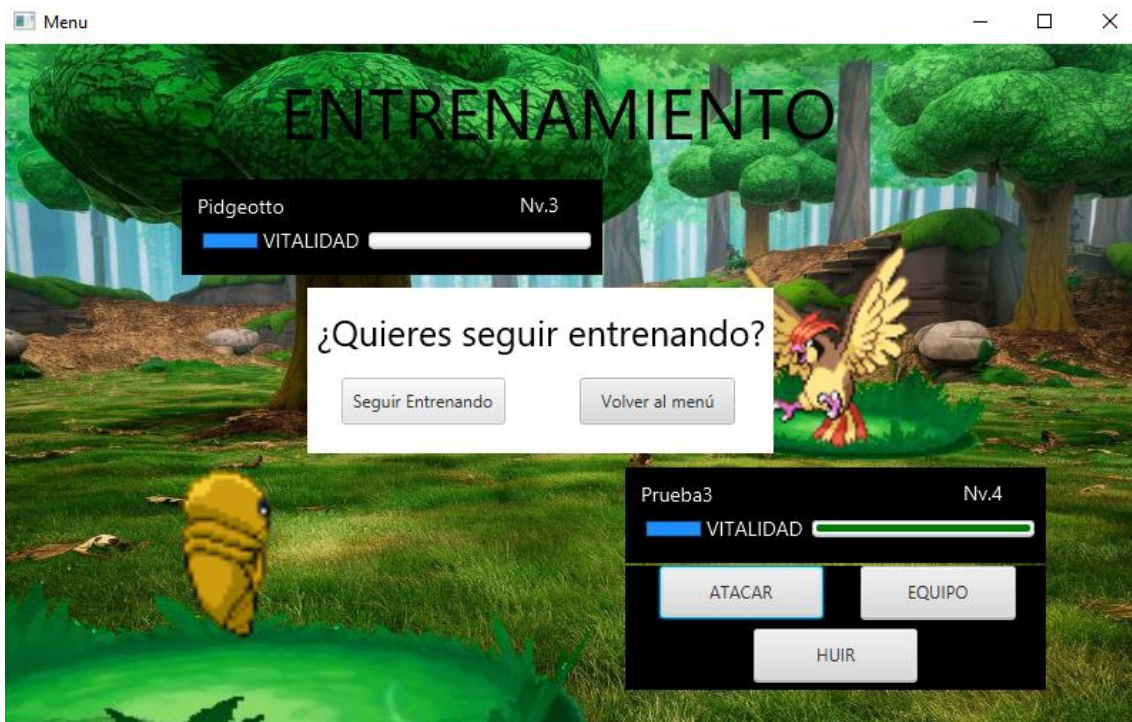 Menu
ENTRENAMIENTO
Pidgeotto Nv.3
VITALIDAD
¿Quieres seguir entrenando?
Seguir Entrenando Volver al menú
Prueba3 Nv.4
VITALIDAD
ATACAR EQUIPO
HUIR